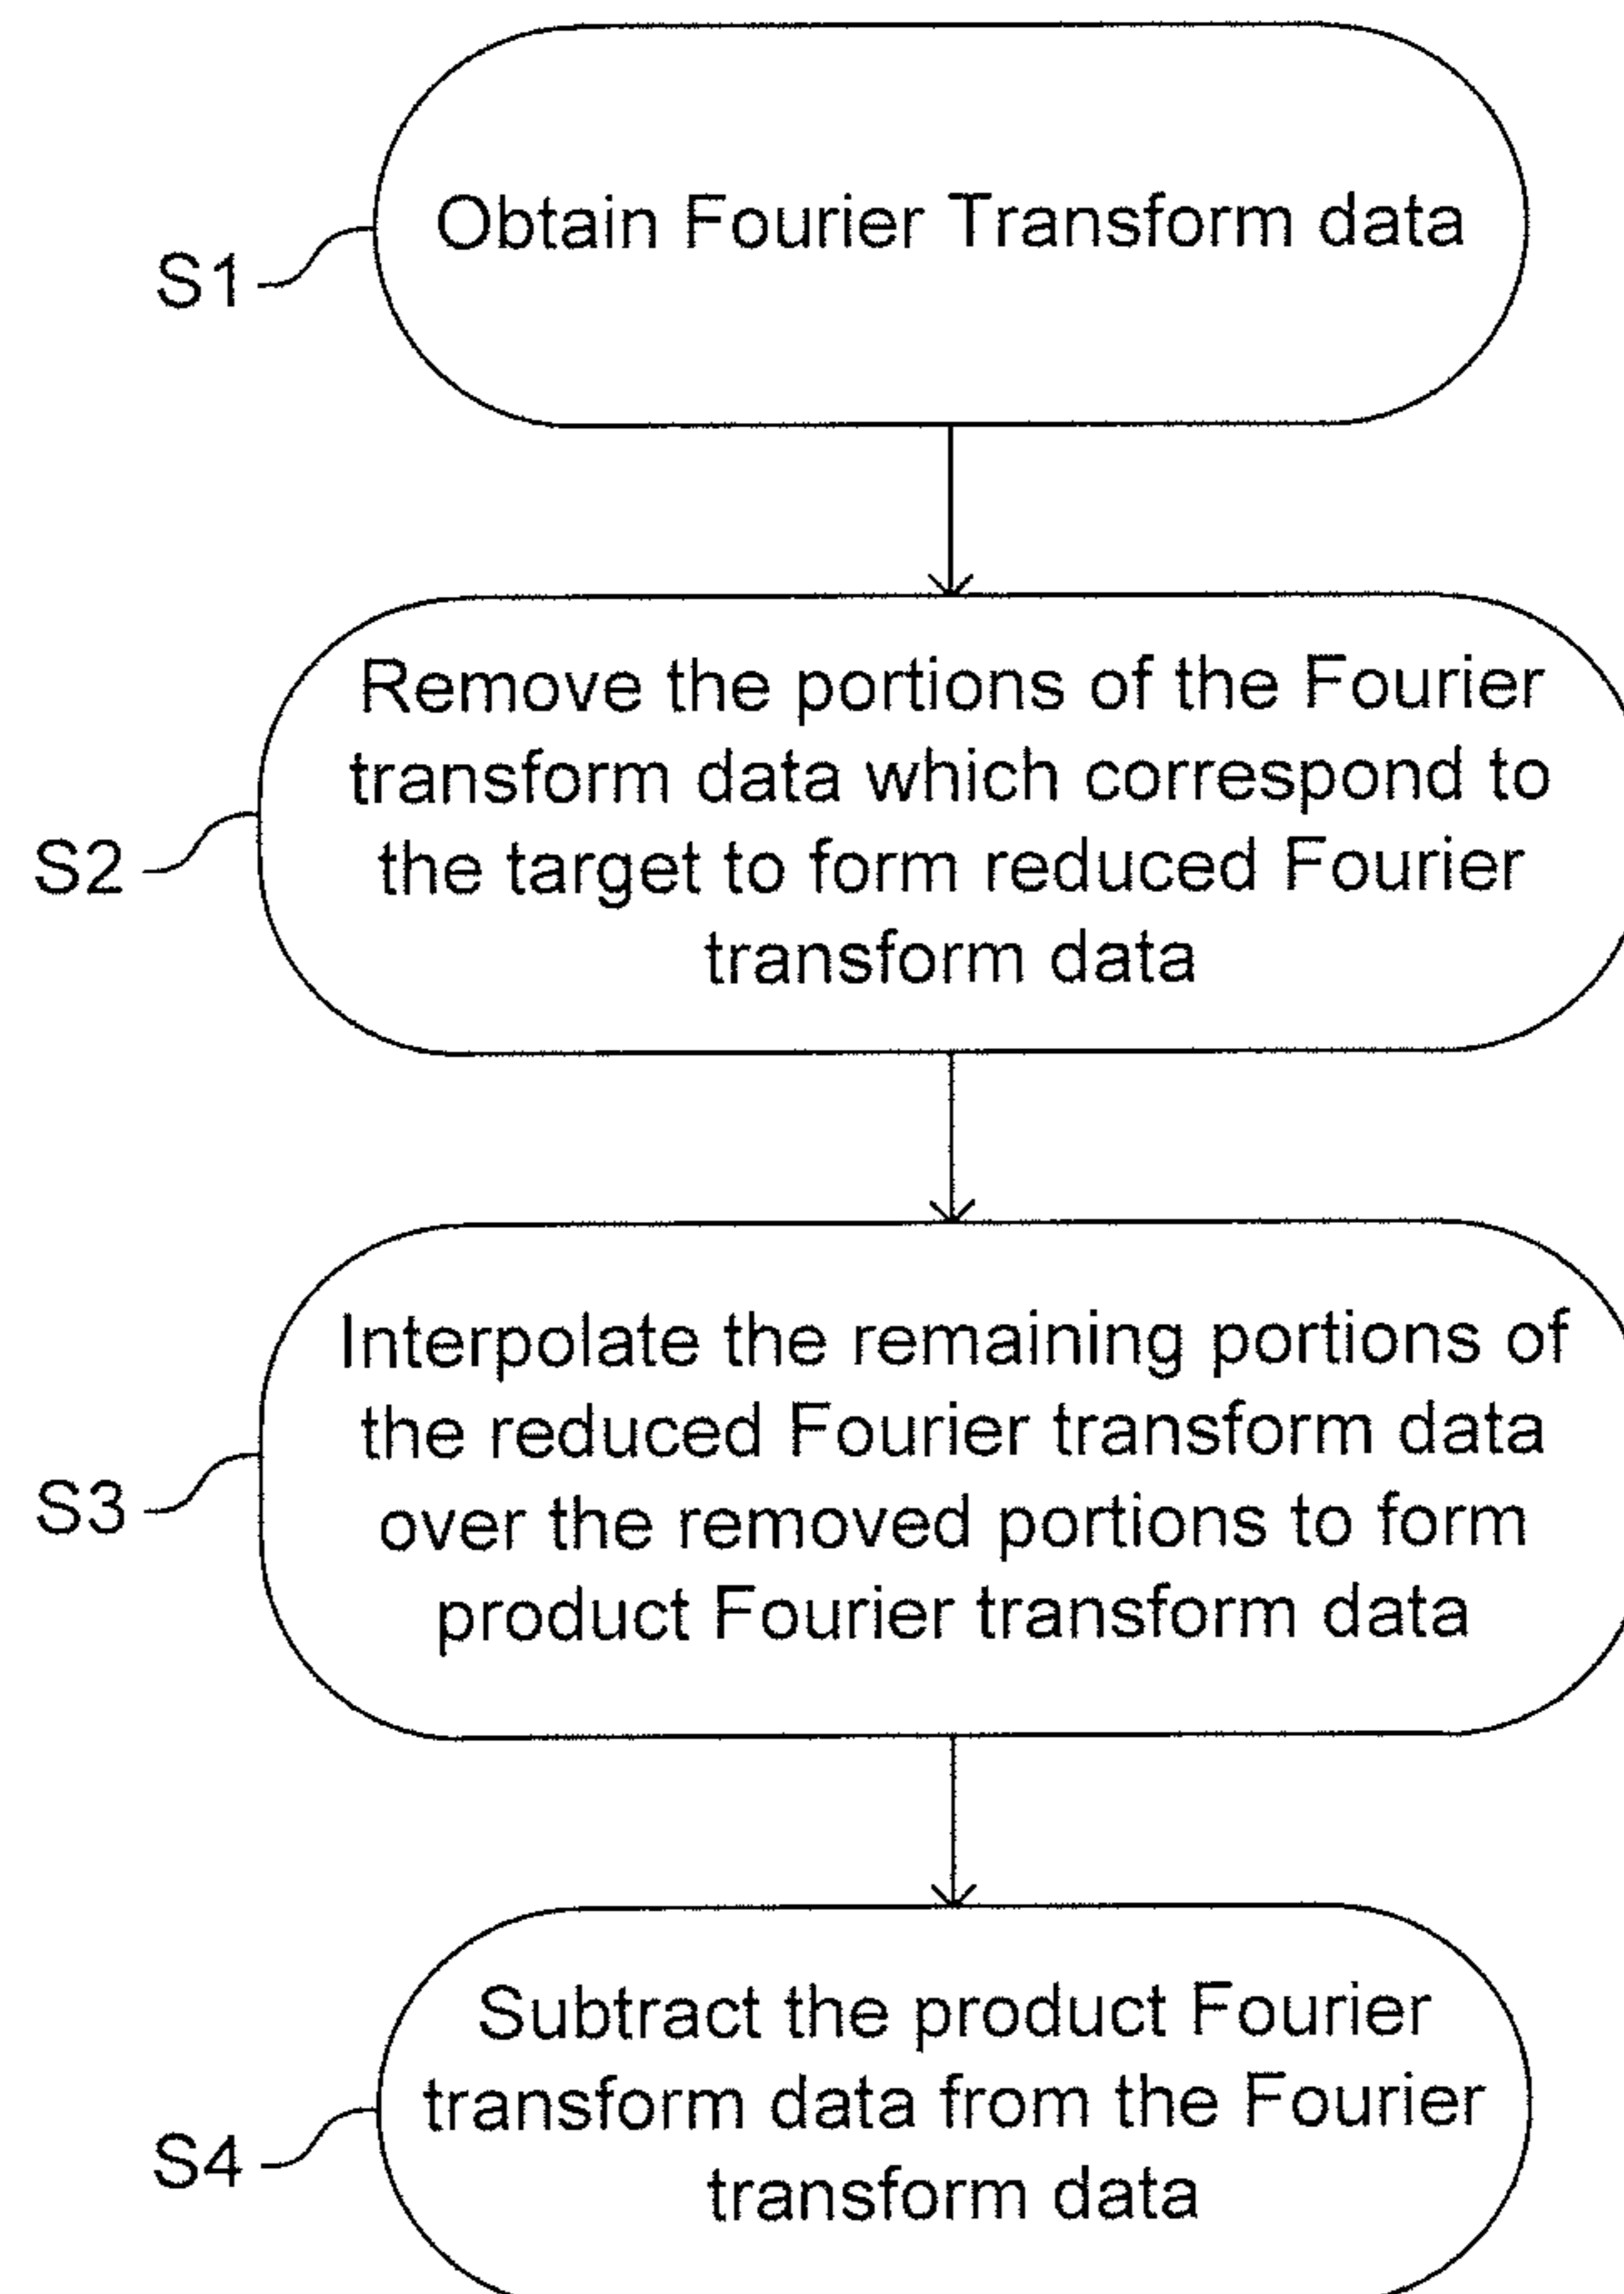 Obtain Fourier Transform data
S1
Remove the portions of the Fourier
transform data which correspond to
the target to form reduced Fourier
transform data
S2
Interpolate the remaining portions of
the reduced Fourier transform data
over the removed portions to form
product Fourier transform data
S3
Subtract the product Fourier
transform data from the Fourier
transform data
S4